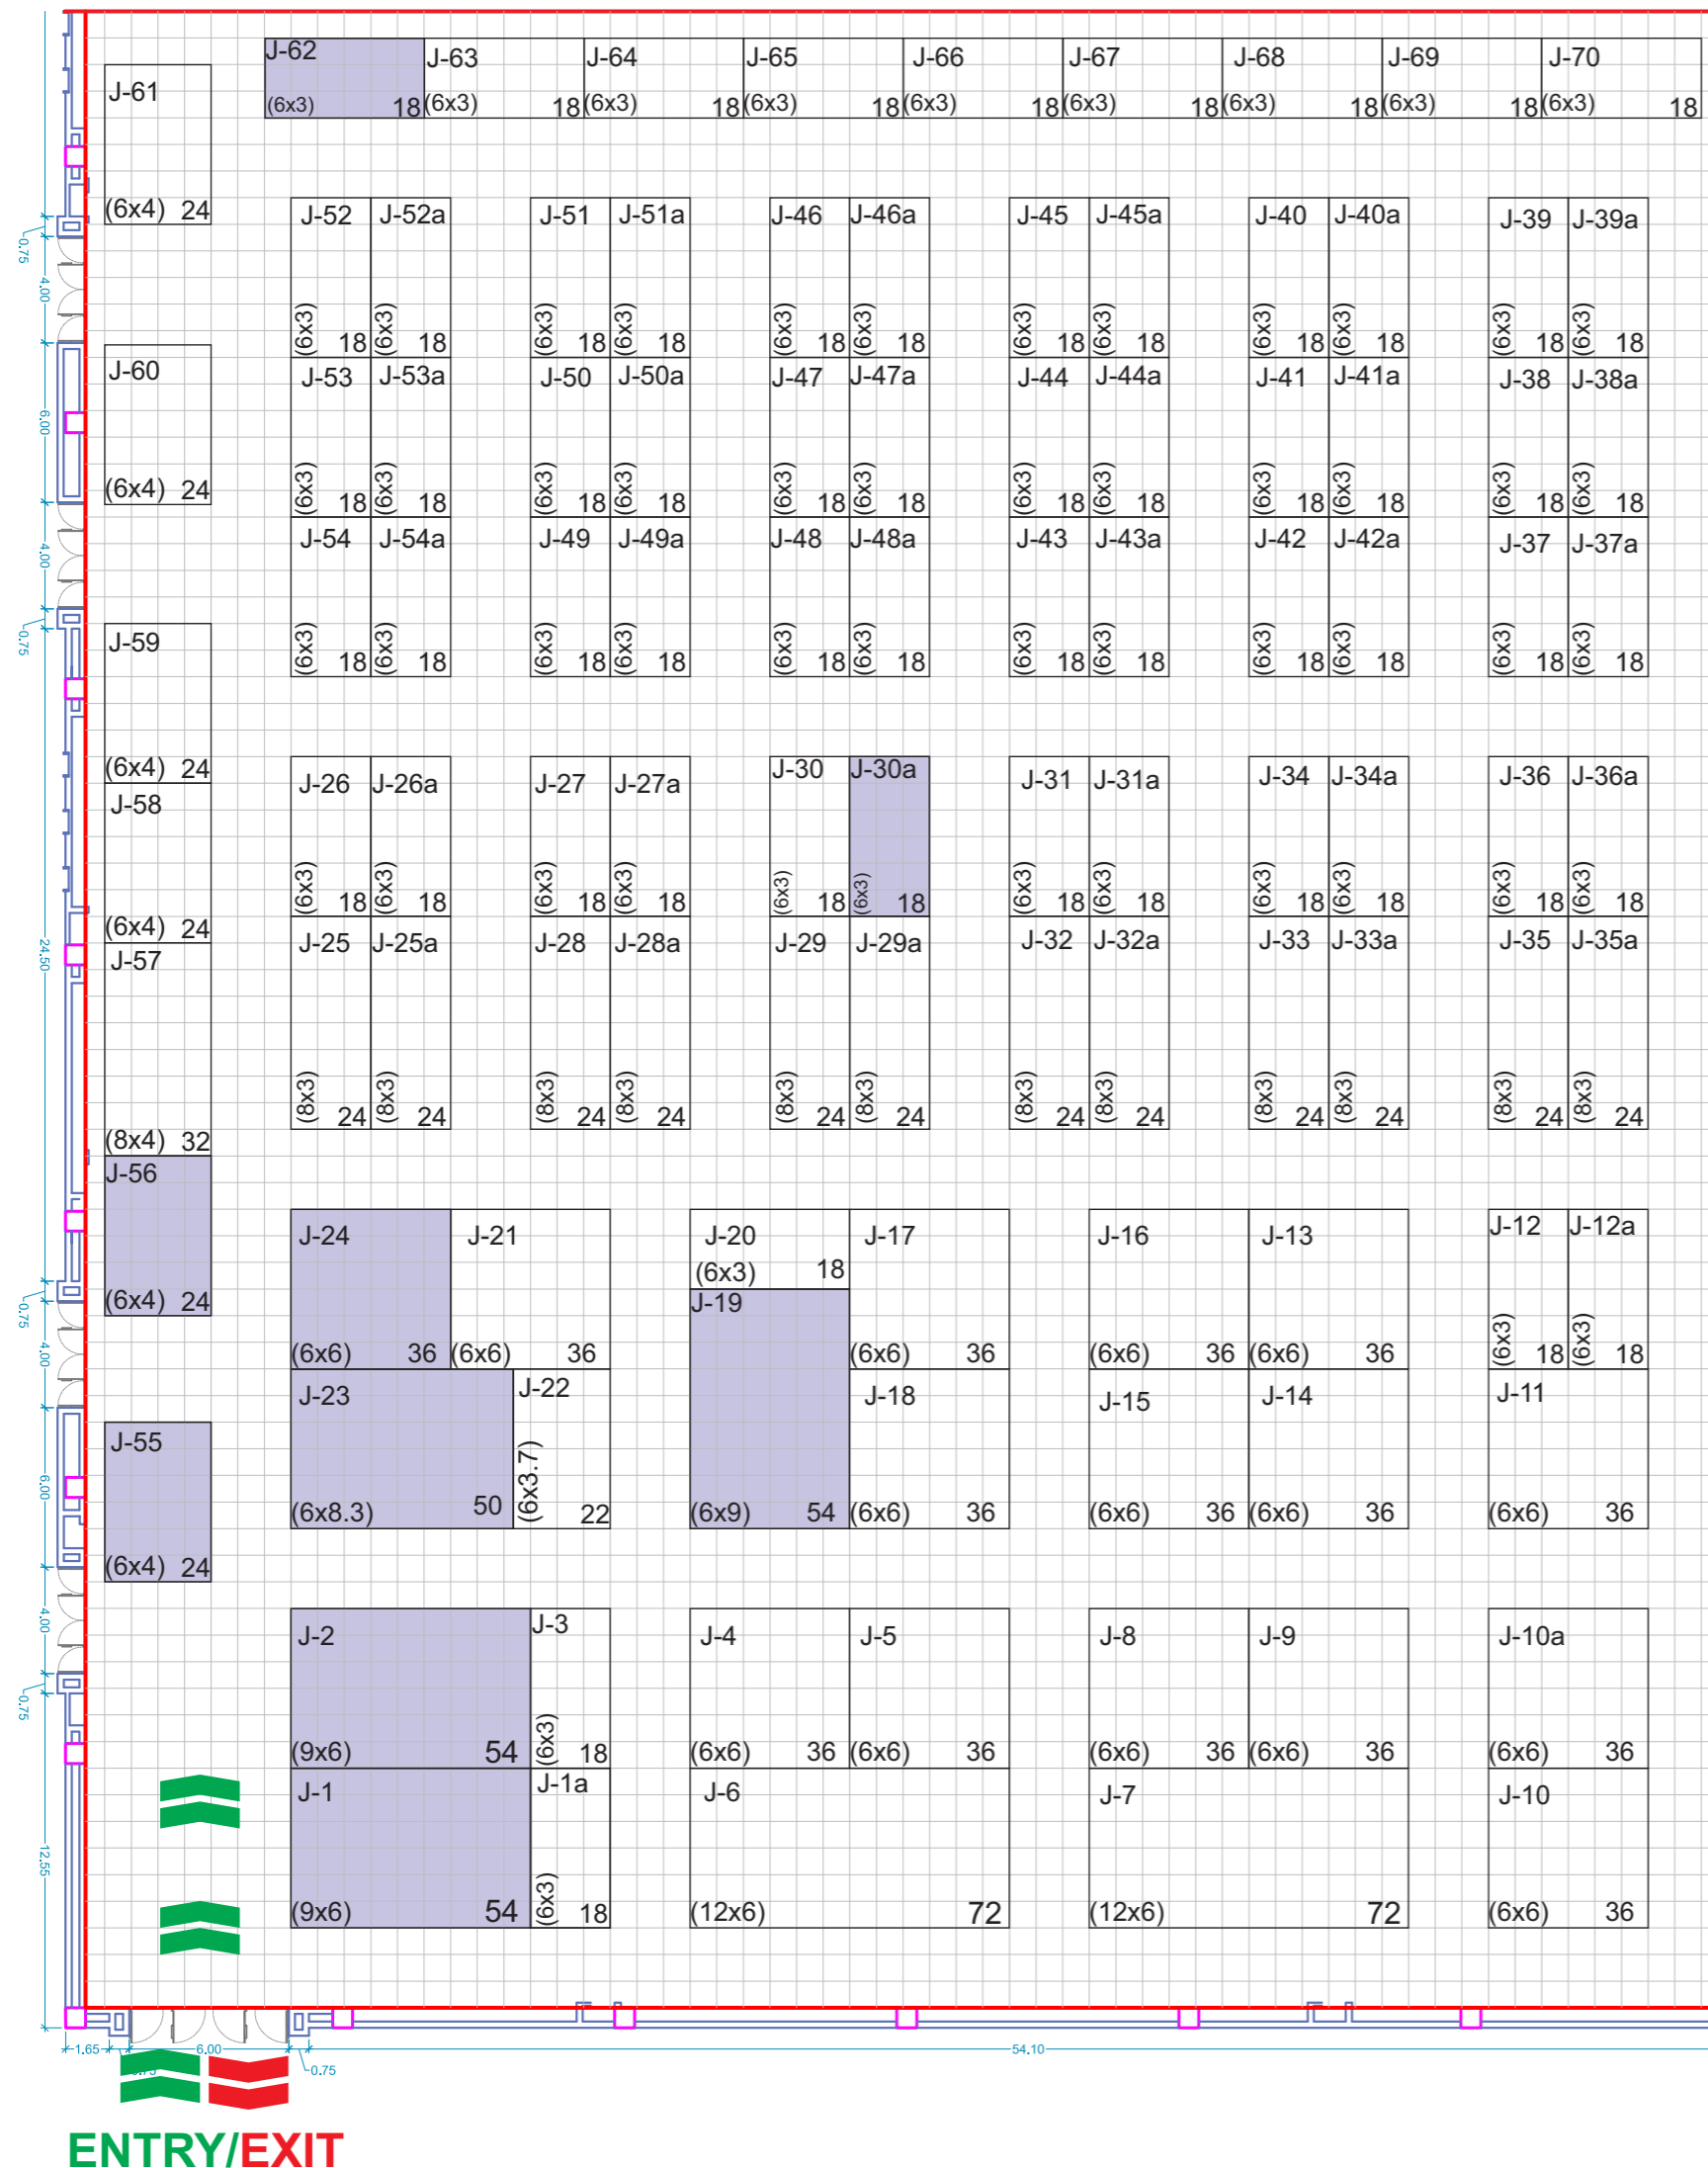 J-62 J-63 J-64 J-65 J-66 J-67 J-68 J-69 J-70
(6x3) 18 (6x3) 18 (6x3) 18 (6x3) 18 (6x3) 18 (6x3) 18 (6x3) 18 (6x3) 18 (6x3) 18
J-61
(6x4) 24
J-52 J-52a J-51 J-51a J-46 J-46a J-45 J-45a J-40 J-40a J-39 J-39a
(6x3) 18 (6x3) 18 (6x3) 18 (6x3) 18 (6x3) 18 (6x3) 18 (6x3) 18 (6x3) 18 (6x3) 18 (6x3) 18 (6x3) 18 (6x3) 18
J-60
(6x4) 24
J-53 J-53a J-50 J-50a J-47 J-47a J-44 J-44a J-41 J-41a J-38 J-38a
(6x3) 18 (6x3) 18 (6x3) 18 (6x3) 18 (6x3) 18 (6x3) 18 (6x3) 18 (6x3) 18 (6x3) 18 (6x3) 18 (6x3) 18 (6x3) 18
J-54 J-54a J-49 J-49a J-48 J-48a J-43 J-43a J-42 J-42a J-37 J-37a
(6x3) 18 (6x3) 18 (6x3) 18 (6x3) 18 (6x3) 18 (6x3) 18 (6x3) 18 (6x3) 18 (6x3) 18 (6x3) 18 (6x3) 18 (6x3) 18
J-59
(6x4) 24
J-58
(6x4) 24
J-26 J-26a J-27 J-27a J-30 J-30a J-31 J-31a J-34 J-34a J-36 J-36a
(6x3) 18 (6x3) 18 (6x3) 18 (6x3) 18 (6x3) 18 (6x3) 18 (6x3) 18 (6x3) 18 (6x3) 18 (6x3) 18 (6x3) 18 (6x3) 18
J-57
(8x4) 32
J-25 J-25a J-28 J-28a J-29 J-29a J-32 J-32a J-33 J-33a J-35 J-35a
(8x3) 24 (8x3) 24 (8x3) 24 (8x3) 24 (8x3) 24 (8x3) 24 (8x3) 24 (8x3) 24 (8x3) 24 (8x3) 24 (8x3) 24 (8x3) 24
J-56
(6x4) 24
J-24 J-21 J-20 J-17 J-16 J-13 J-12 J-12a
(6x3) 18
J-19
(6x6) 36 (6x6) 36 (6x6) 36 (6x6) 36 (6x6) 36 (6x3) 18 (6x3) 18
J-23 J-22 J-18 J-15 J-14 J-11
(6x8.3) 50 (6x3.7) 22 (6x9) 54 (6x6) 36 (6x6) 36 (6x6) 36 (6x6) 36
J-55
(6x4) 24
J-2 J-3 J-4 J-5 J-8 J-9 J-10a
(9x6) 54 (6x3) 18 (6x6) 36 (6x6) 36 (6x6) 36 (6x6) 36 (6x6) 36
J-1 J-1a J-6 J-7 J-10
(9x6) 54 (6x3) 18 (12x6) 72 (12x6) 72 (6x6) 36
0.75
4.00
6.00
4.00
0.75
24.50
0.75
4.00
6.00
4.00
0.75
12.55
1.65 0.75 6.00 0.75 54.10
ENTRY/EXIT